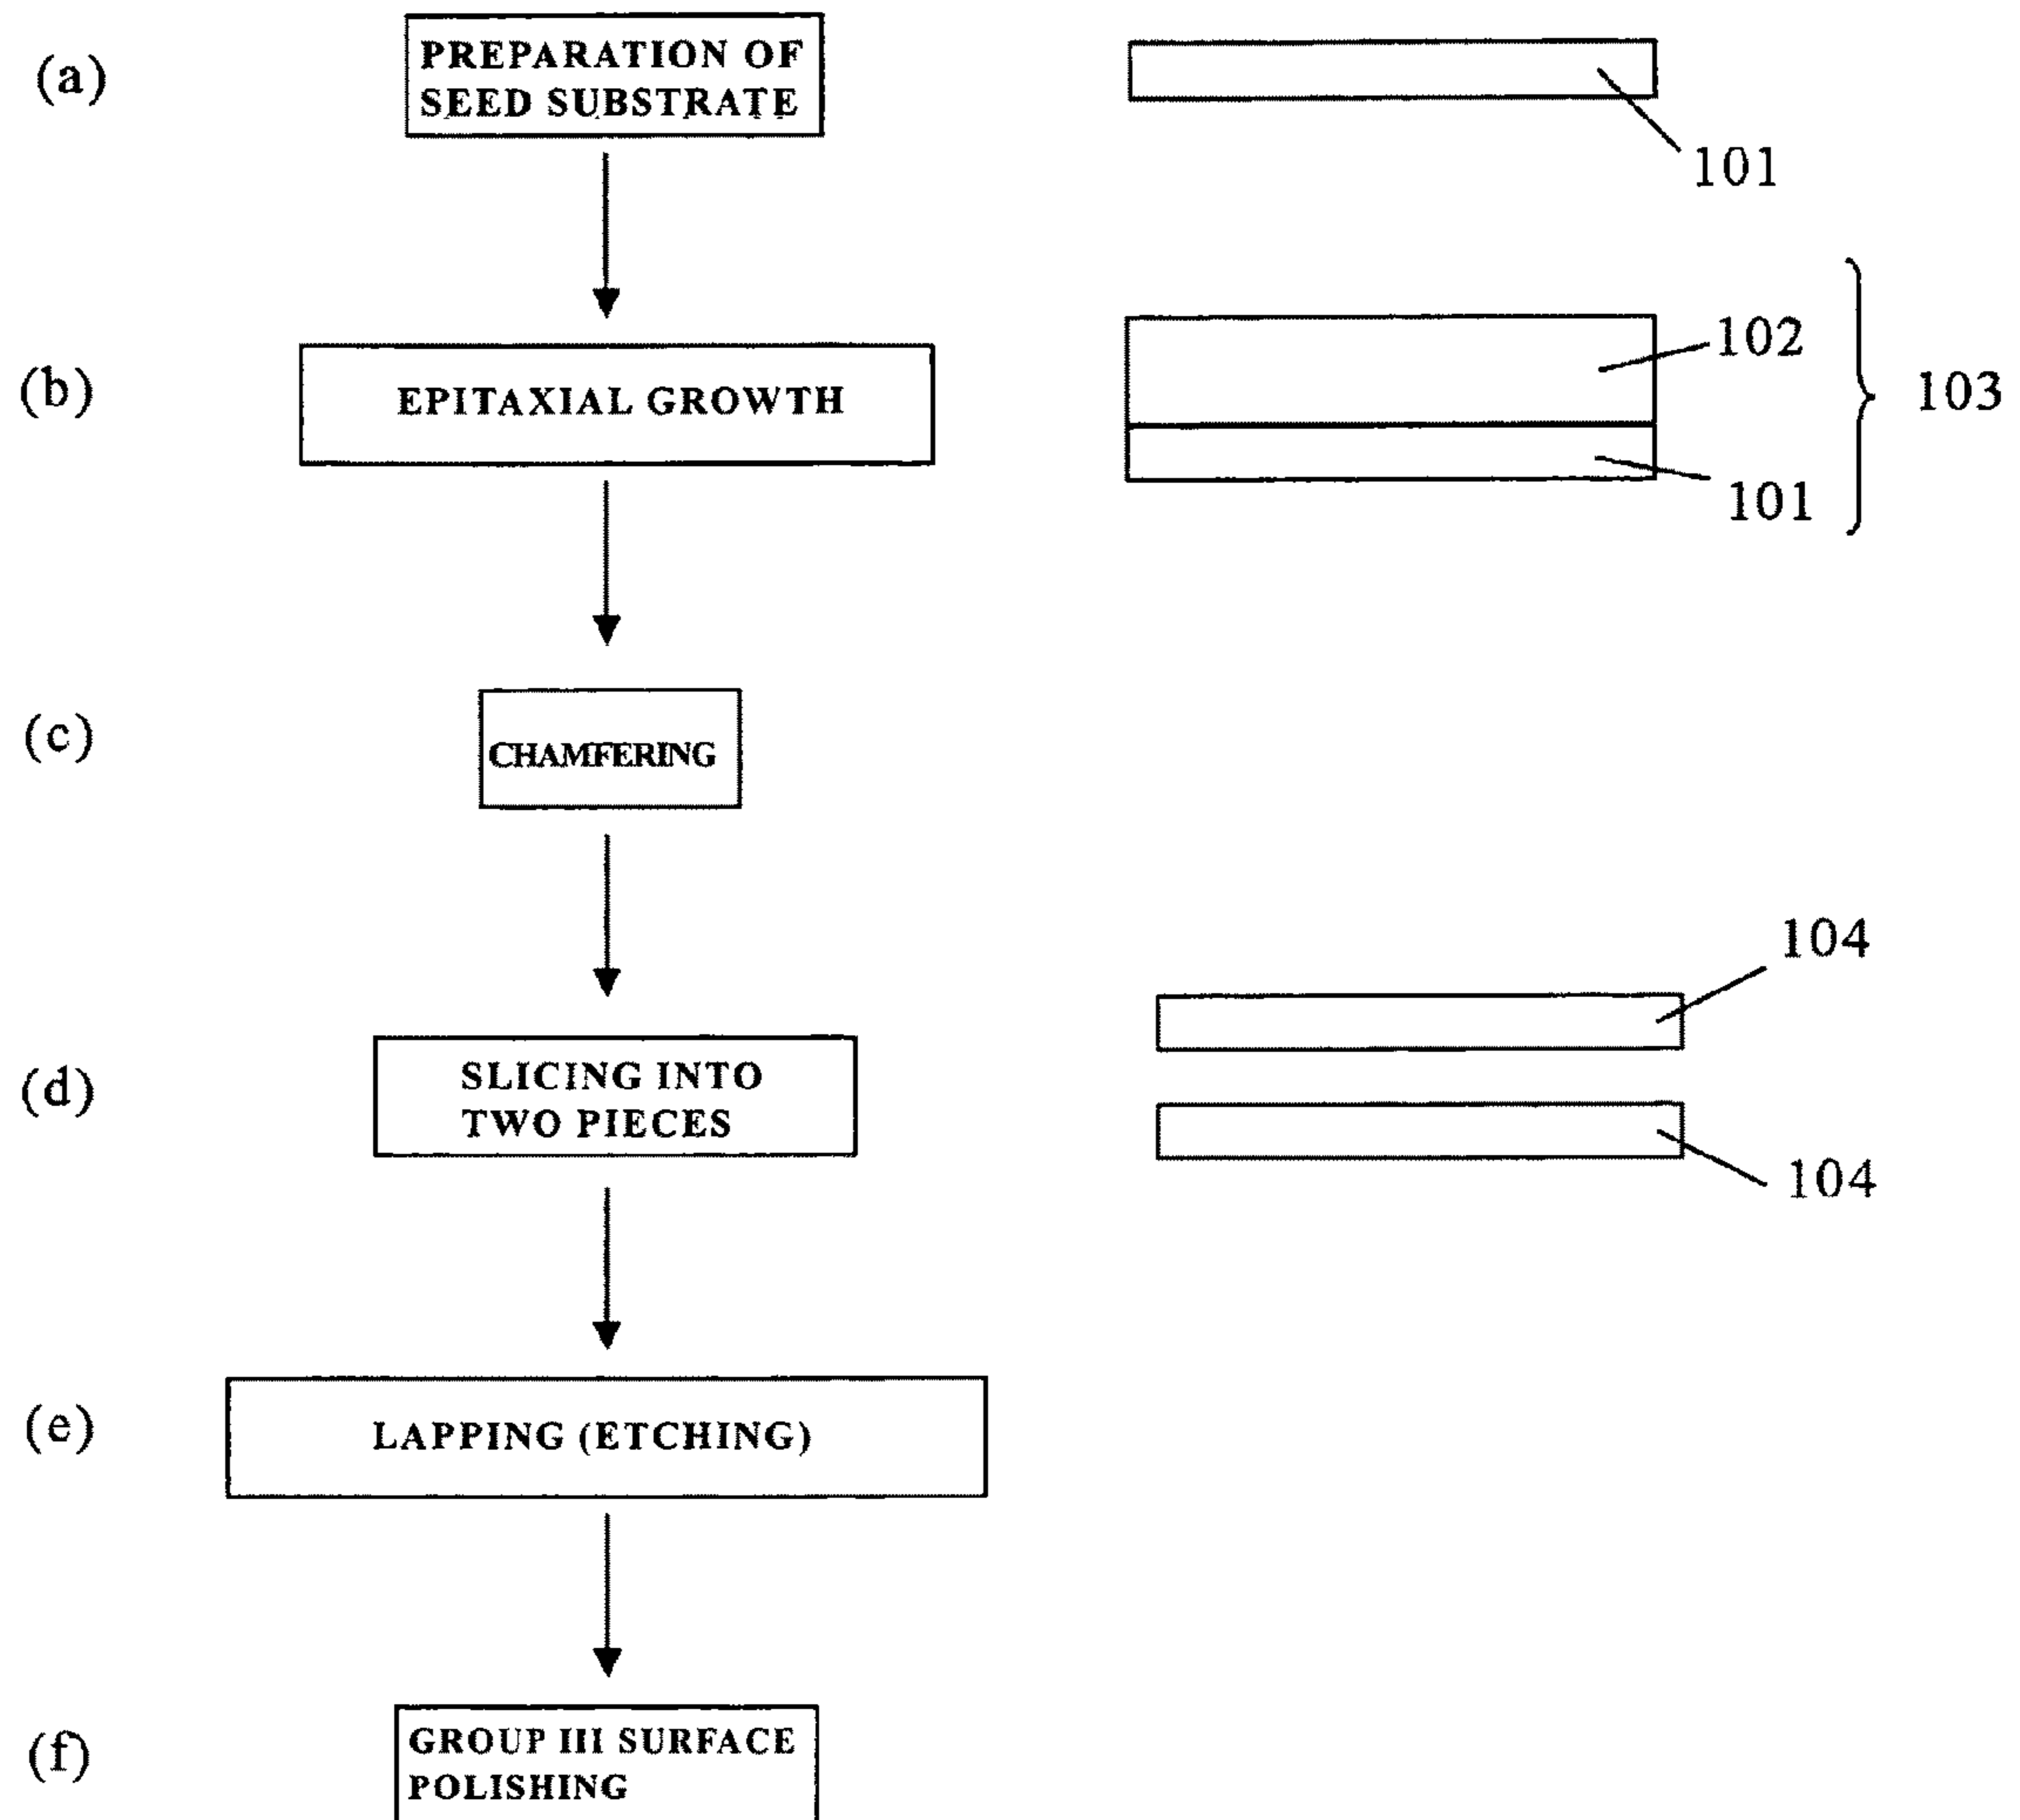 (a)
PREPARATION OF
SEED SUBSTRATE
101
(b)
EPITAXIAL GROWTH
102
103
101
(c)
CHAMFERING
104
(d)
SLICING INTO
TWO PIECES
104
(e)
LAPPING (ETCHING)
(f)
GROUP III SURFACE
POLISHING